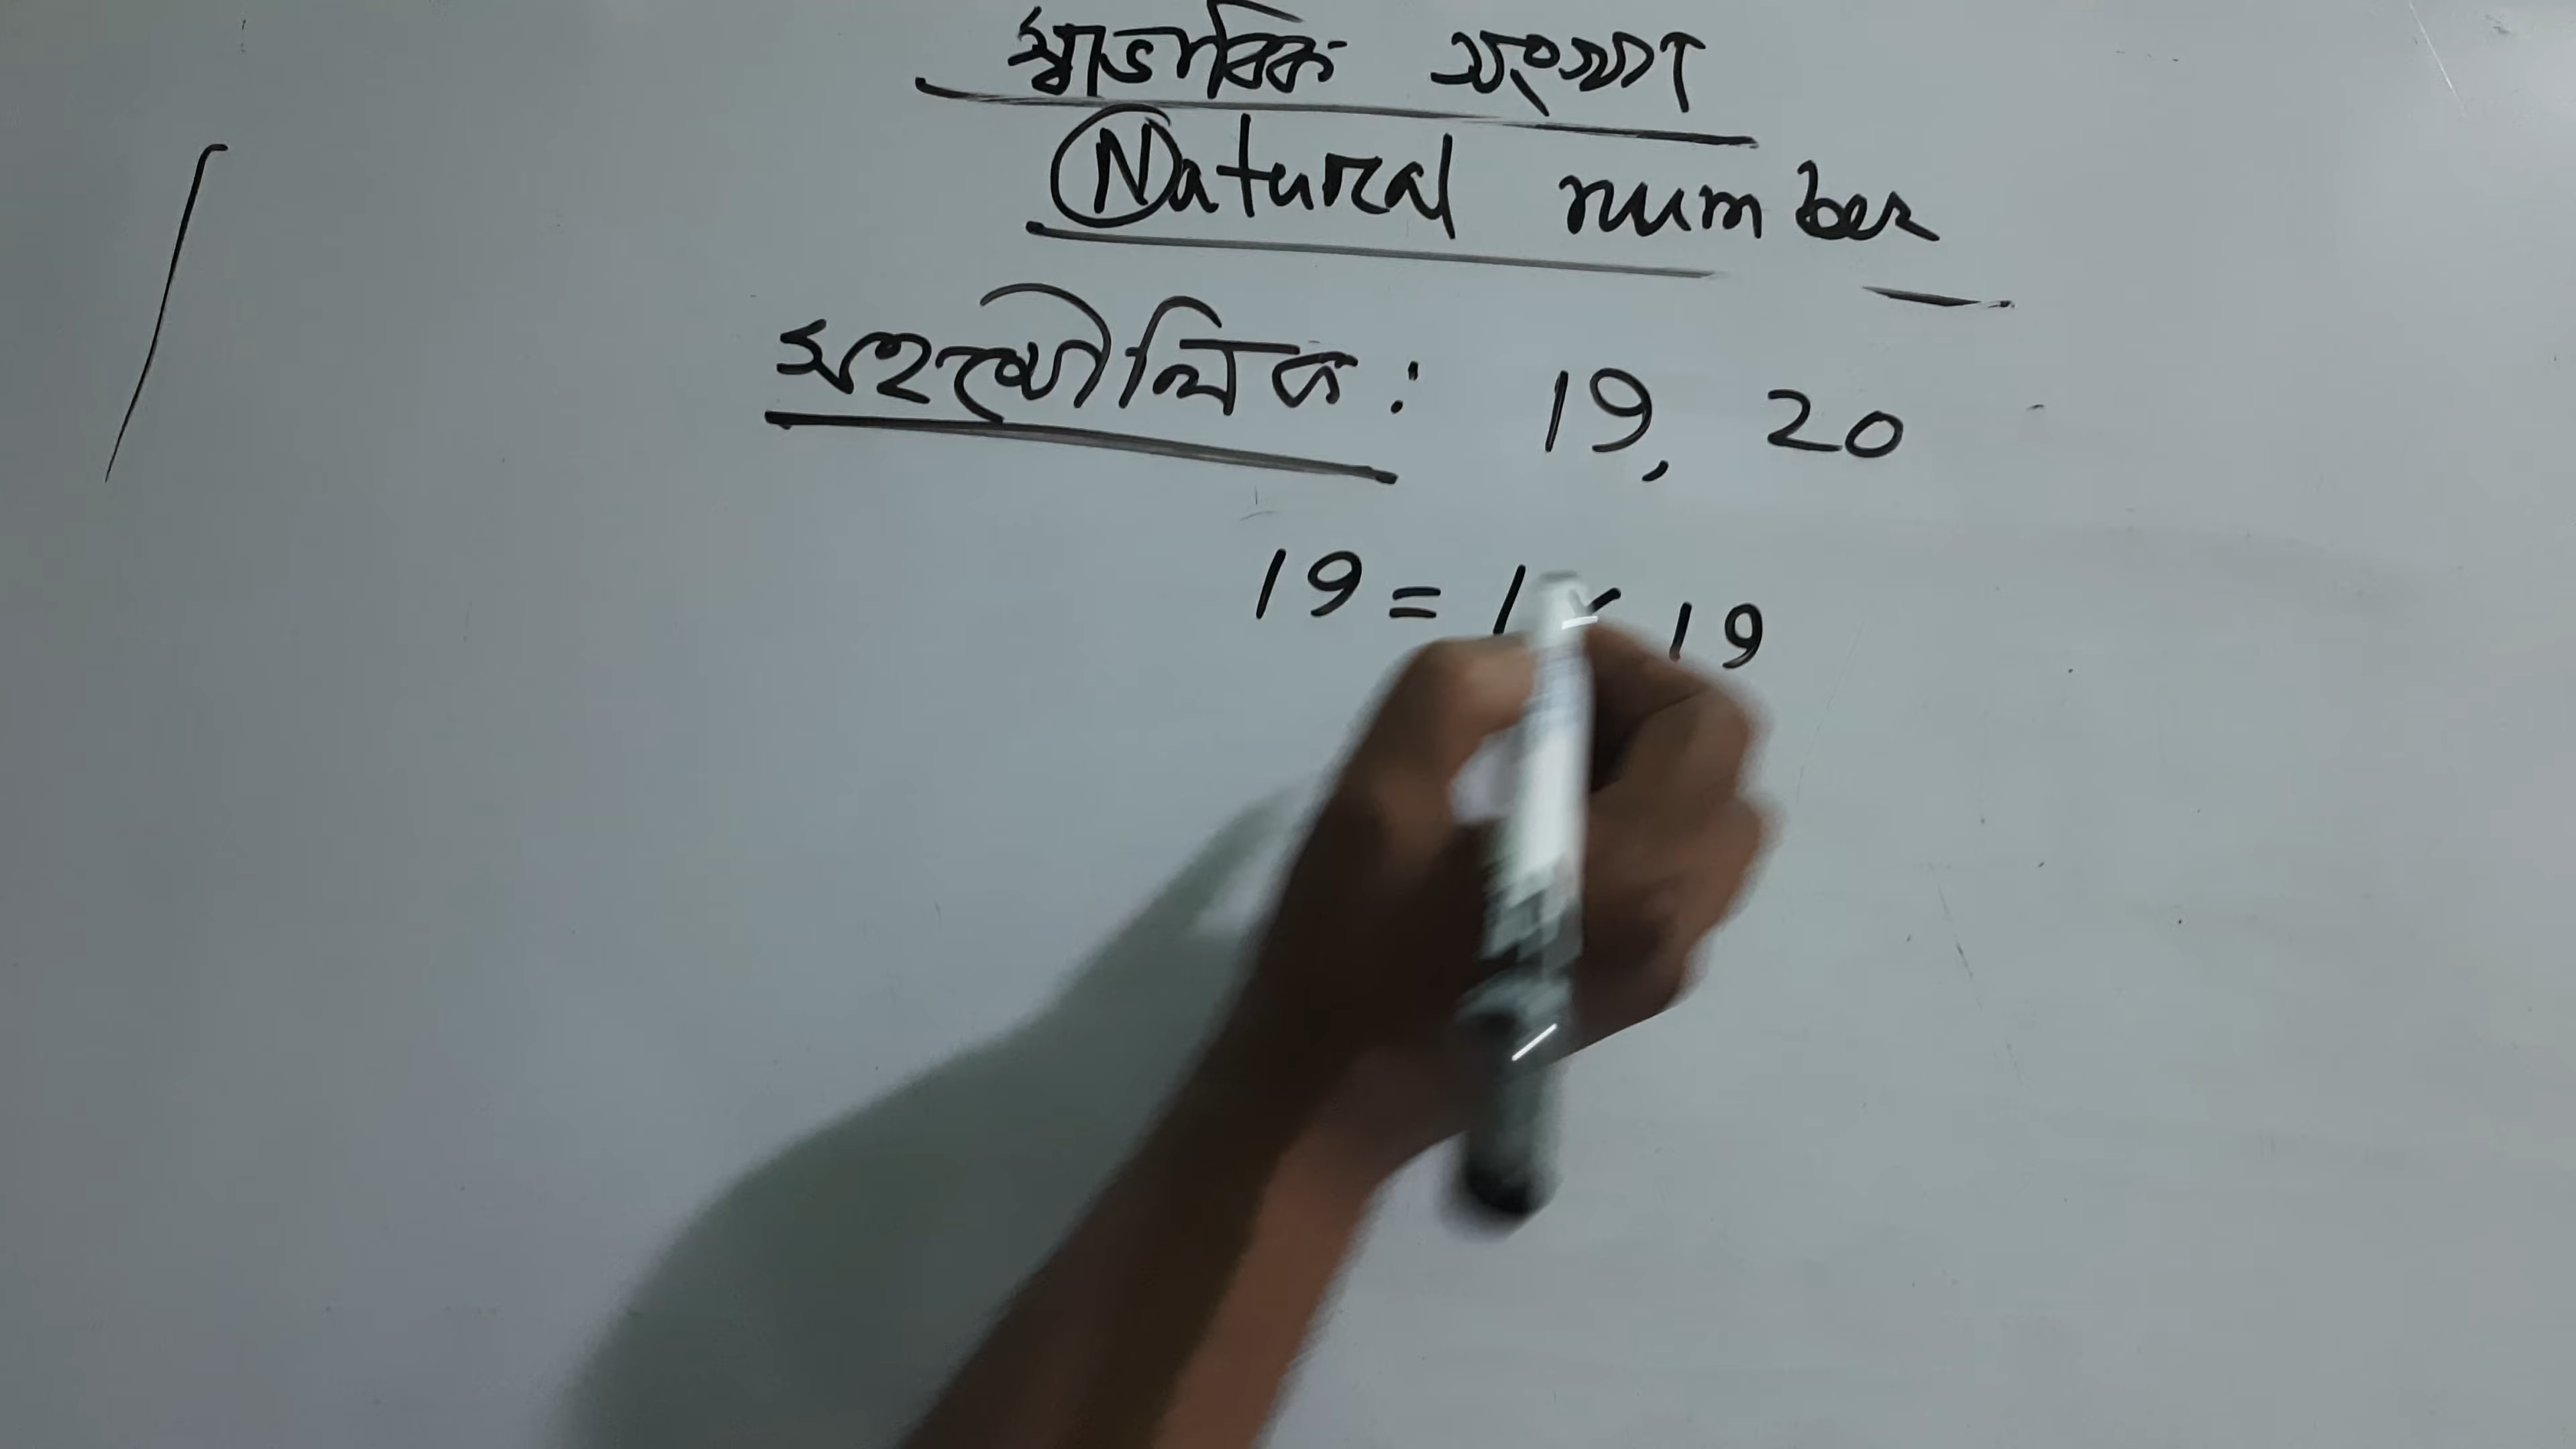 স্বাভাবিক সংখ্যা
Natural number
সহমৌলিক : 19, 20
19 = 1 × 19